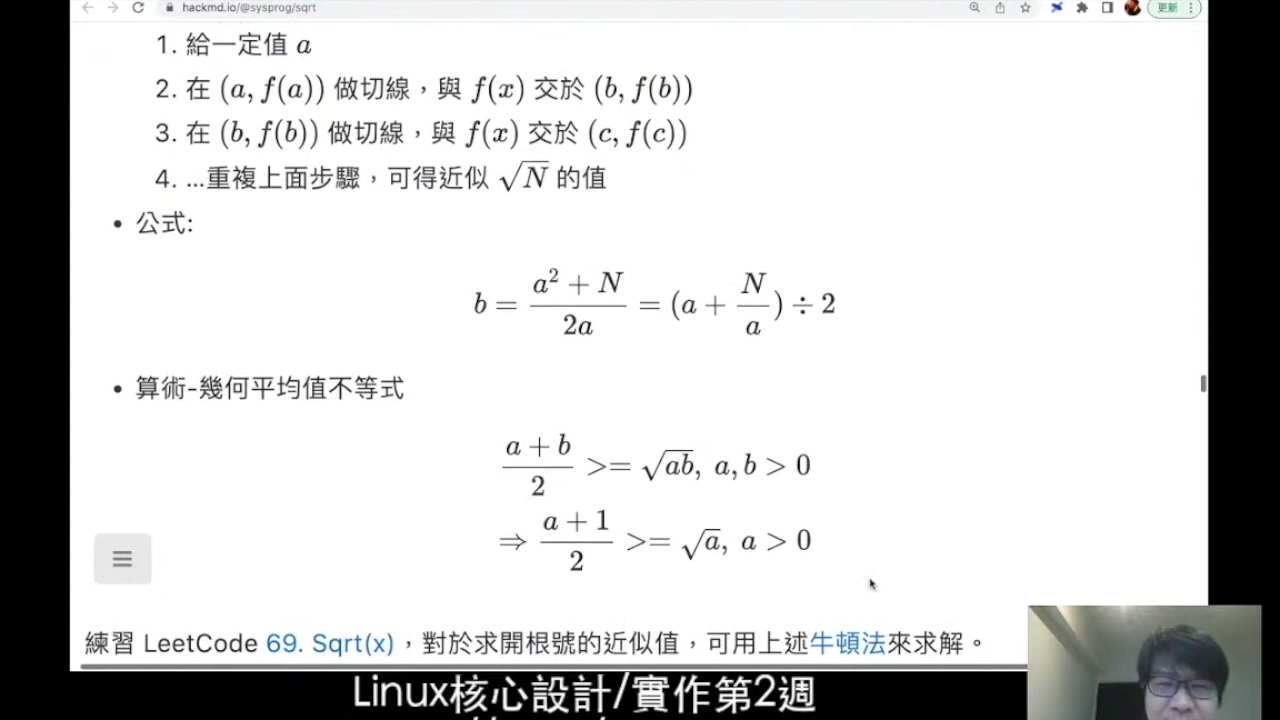 hackmd.io/@sysprog/sqrt
更新
1. 給一定值 a
2. 在 (a, f(a)) 做切線，與 f(x) 交於 (b, f(b))
3. 在 (b, f(b)) 做切線，與 f(x) 交於 (c, f(c))
4. ...重複上面步驟，可得近似 √N 的值
• 公式:
b = (a² + N)/(2a) = (a + N/a) ÷ 2
• 算術-幾何平均值不等式
(a + b)/2 >= √ab, a, b > 0
⇒ (a + 1)/2 >= √a, a > 0
練習 LeetCode 69. Sqrt(x)，對於求開根號的近似值，可用上述牛頓法來求解。
Linux核心設計/實作第2週